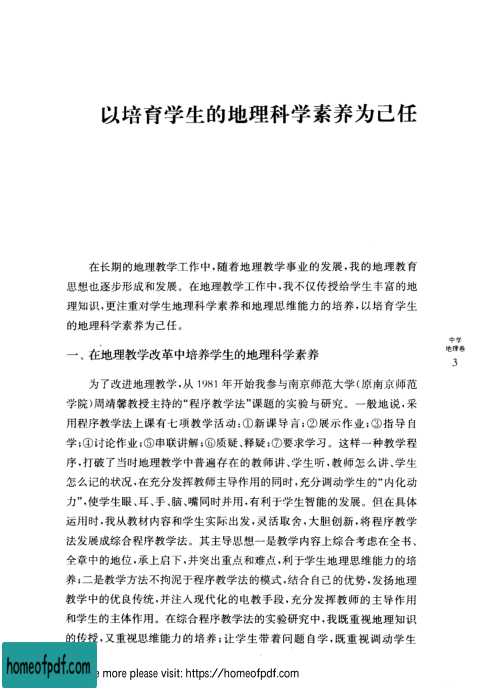 以培育学生的地理科学素养为己任
在长期的地理教学工作中,随着地理教学事业的发展,我的地理教育
思想也逐步形成和发展。在地理教学工作中,我不仅传授给学生丰富的地
理知识,更注重对学生地理科学素养和地理思维能力的培养,以培育学生
的地理科学素养为己任。
中学
地理卷
3
一、在地理教学改革中培养学生的地理科学素养
为了改进地理教学,从1981年开始我参与南京师范大学(原南京师范
学院)周靖馨教授主持的“程序教学法”课题的实验与研究。一般地说,采
用程序教学法上课有七项教学活动:①新课导言;②展示作业;③指导自
学;④讨论作业;⑤串联讲解;⑥质疑、释疑;⑦要求学习。这样一种教学程
序,打破了当时地理教学中普遍存在的教师讲、学生听,教师怎么讲、学生
怎么记的状况,在充分发挥教师主导作用的同时,充分调动学生的“内化动
力”,使学生眼、耳、手、脑、嘴同时并用,有利于学生智能的发展。但在具体
运用时,我从教材内容和学生实际出发,灵活取舍,大胆创新,将程序教学
法发展成综合程序教学法。其主导思想一是教学内容上综合考虑在全书、
全章中的地位,承上启下,并突出重点和难点,利于学生地理思维能力的培
养;二是教学方法不拘泥于程序教学法的模式,结合自己的优势,发扬地理
教学中的优良传统,并注入现代化的电教手段,充分发挥教师的主导作用
和学生的主体作用。在综合程序教学法的实验研究中,我既重视地理知识
的传授,又重视思维能力的培养;让学生带着问题自学,既重视调动学生
homeofpdf.com
e more please visit: https://homeofpdf.com